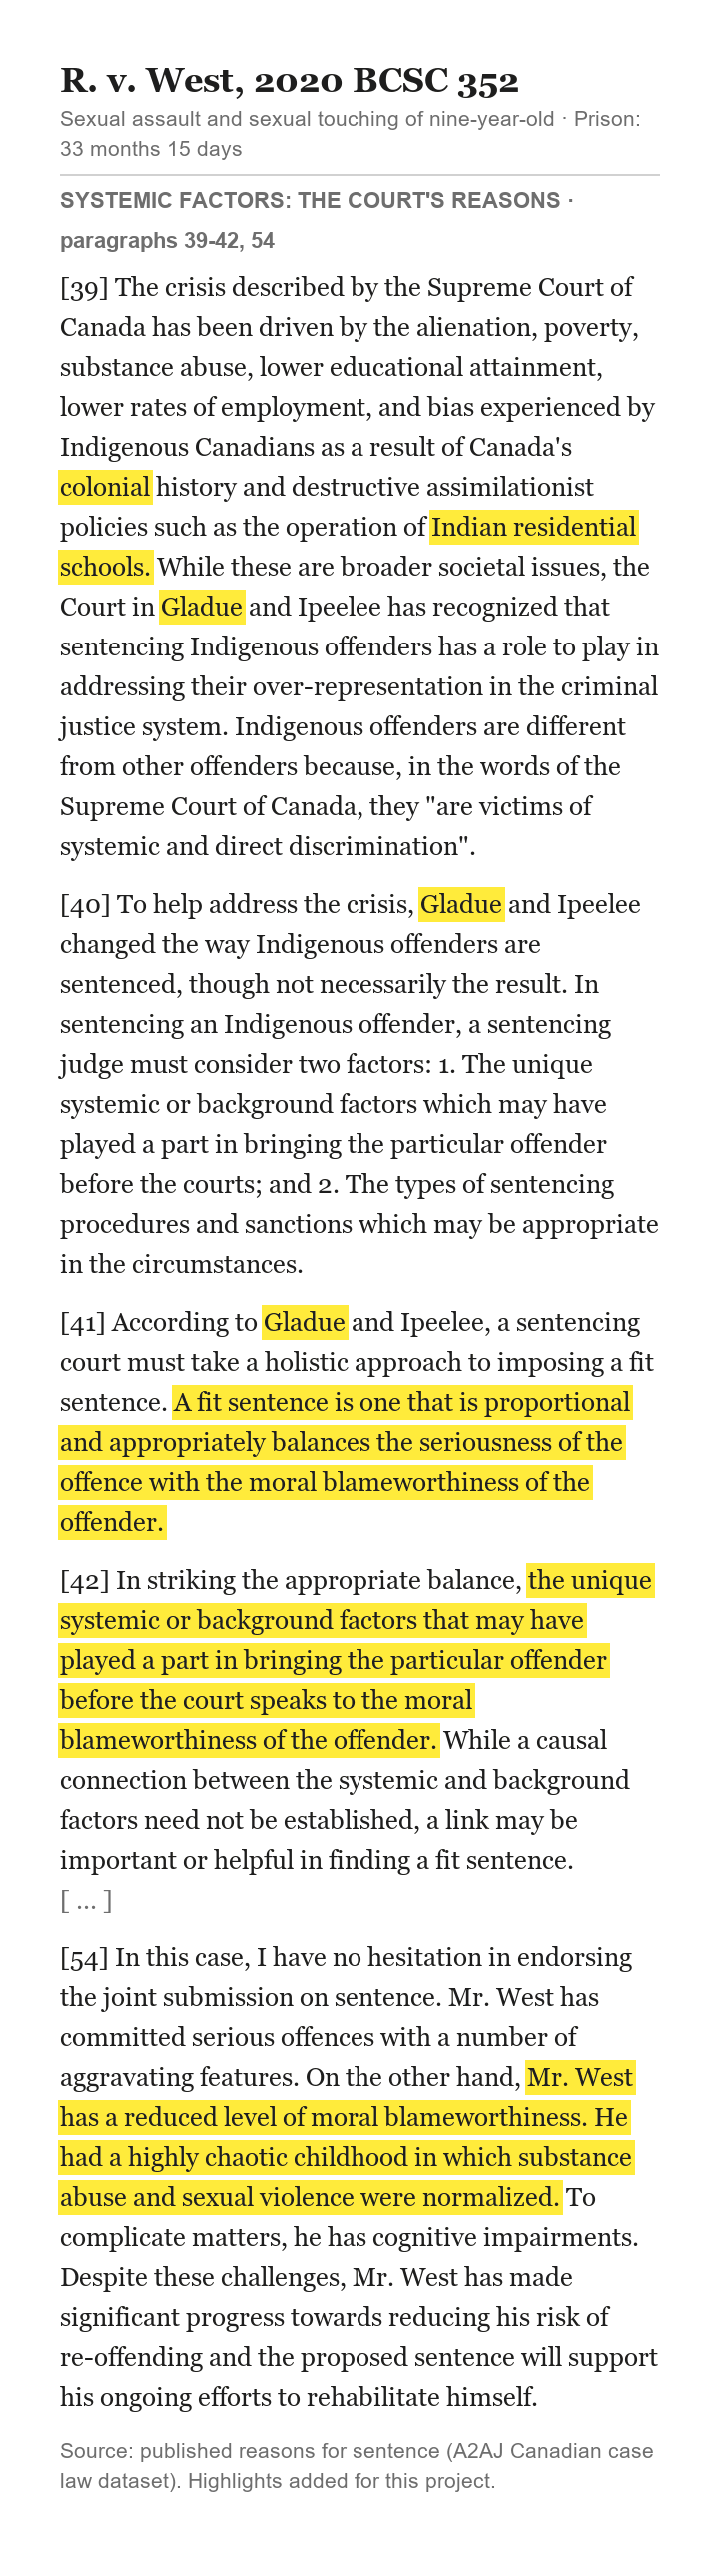 R. v. West, 2020 BCSC 352
Sexual assault and sexual touching of nine-year-old · Prison:
33 months 15 days
SYSTEMIC FACTORS: THE COURT'S REASONS ·
paragraphs 39-42, 54
[39] The crisis described by the Supreme Court of
Canada has been driven by the alienation, poverty,
substance abuse, lower educational attainment,
lower rates of employment, and bias experienced by
Indigenous Canadians as a result of Canada's
colonial history and destructive assimilationist
policies such as the operation of Indian residential
schools. While these are broader societal issues, the
Court in Gladue and Ipeelee has recognized that
sentencing Indigenous offenders has a role to play in
addressing their over-representation in the criminal
justice system. Indigenous offenders are different
from other offenders because, in the words of the
Supreme Court of Canada, they "are victims of
systemic and direct discrimination".
[40] To help address the crisis, Gladue and Ipeelee
changed the way Indigenous offenders are
sentenced, though not necessarily the result. In
sentencing an Indigenous offender, a sentencing
judge must consider two factors: 1. The unique
systemic or background factors which may have
played a part in bringing the particular offender
before the courts; and 2. The types of sentencing
procedures and sanctions which may be appropriate
in the circumstances.
[41] According to Gladue and Ipeelee, a sentencing
court must take a holistic approach to imposing a fit
sentence. A fit sentence is one that is proportional
and appropriately balances the seriousness of the
offence with the moral blameworthiness of the
offender.
[42] In striking the appropriate balance, the unique
systemic or background factors that may have
played a part in bringing the particular offender
before the court speaks to the moral
blameworthiness of the offender. While a causal
connection between the systemic and background
factors need not be established, a link may be
important or helpful in finding a fit sentence.
[ ... ]
[54] In this case, I have no hesitation in endorsing
the joint submission on sentence. Mr. West has
committed serious offences with a number of
aggravating features. On the other hand, Mr. West
has a reduced level of moral blameworthiness. He
had a highly chaotic childhood in which substance
abuse and sexual violence were normalized. To
complicate matters, he has cognitive impairments.
Despite these challenges, Mr. West has made
significant progress towards reducing his risk of
re-offending and the proposed sentence will support
his ongoing efforts to rehabilitate himself.
Source: published reasons for sentence (A2AJ Canadian case
law dataset). Highlights added for this project.